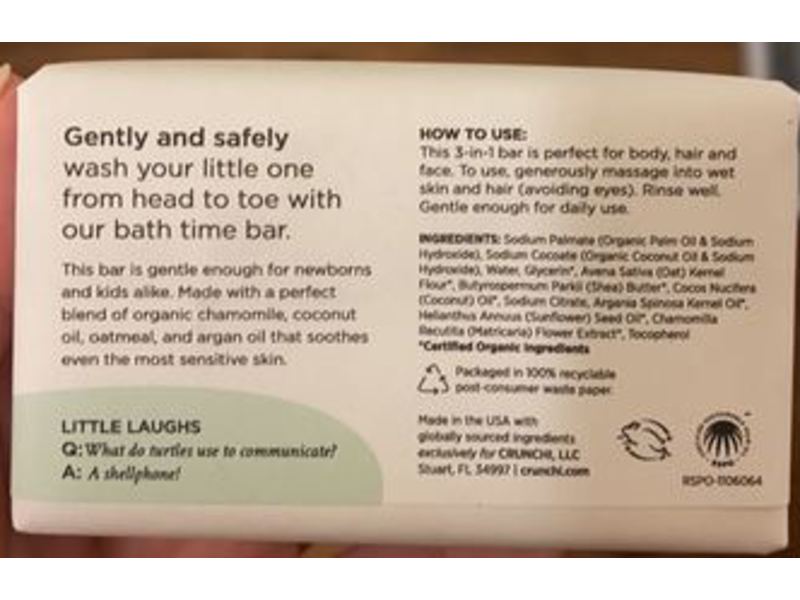 Gently and safely
wash your little one
from head to toe with
our bath time bar.
This bar is gentle enough for newborns
and kids alike. Made with a perfect
blend of organic chamomile, coconut
oil, oatmeal, and argan oil that soothes
even the most sensitive skin.
LITTLE LAUGHS
Q: What do turtles use to communicate?
A: A shellphone!
HOW TO USE:
This 3-in-1 bar is perfect for body, hair and
face. To use, generously massage into wet
skin and hair (avoiding eyes). Rinse well.
Gentle enough for daily use.
INGREDIENTS: Sodium Palmate (Organic Palm Oil & Sodium
Hydroxide), Sodium Cocoate (Organic Coconut Oil & Sodium
Hydroxide), Water, Glycerin*, Avena Sativa (Oat) Kernel
Flour*, Butyrospermum Parkii (Shea) Butter*, Cocos Nucifera
(Coconut) Oil*, Sodium Citrate, Argania Spinosa Kernel Oil*,
Helianthus Annuus (Sunflower) Seed Oil*, Chamomilla
Recutita (Matricaria) Flower Extract*, Tocopherol
*Certified Organic Ingredients
Packaged in 100% recyclable
post-consumer waste paper.
Made in the USA with
globally sourced ingredients
exclusively for CRUNCHI, LLC
Stuart, FL 34997 | crunchi.com
RSPO
RSPO-1106064